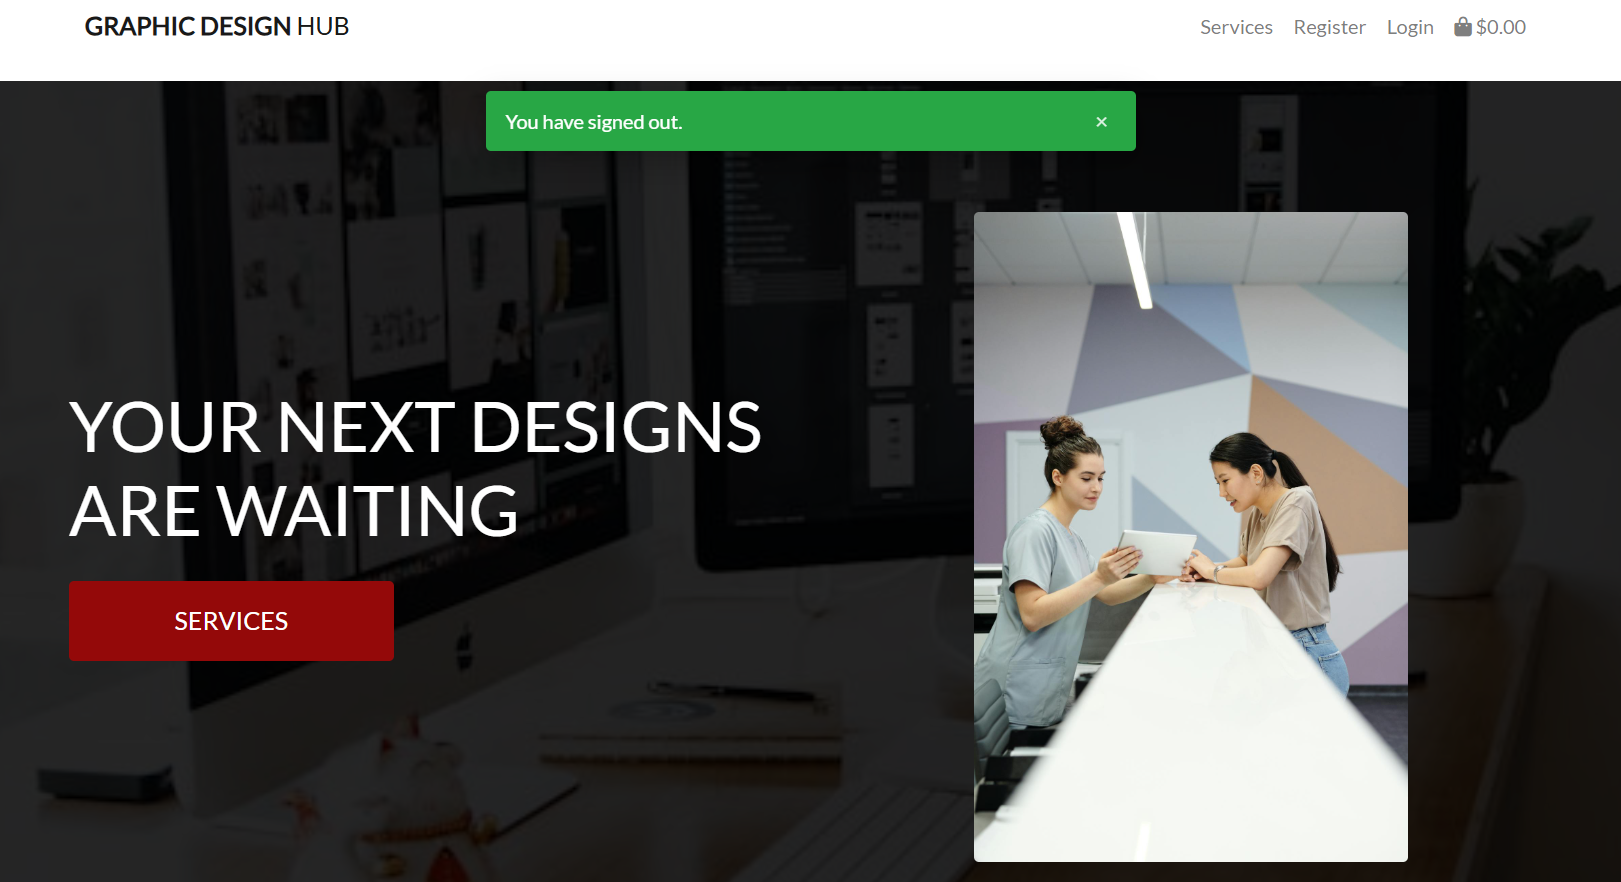 GRAPHIC DESIGN HUB
Services Register Login $0.00
You have signed out. ×
YOUR NEXT DESIGNS
ARE WAITING
SERVICES